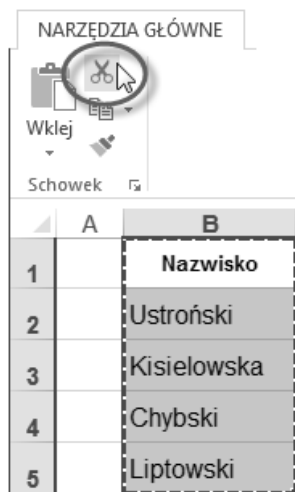 NARZĘDZIA GŁÓWNE
Wklej
Schowek
A B
1 Nazwisko
2 Ustroński
3 Kisielowska
4 Chybski
5 Liptowski